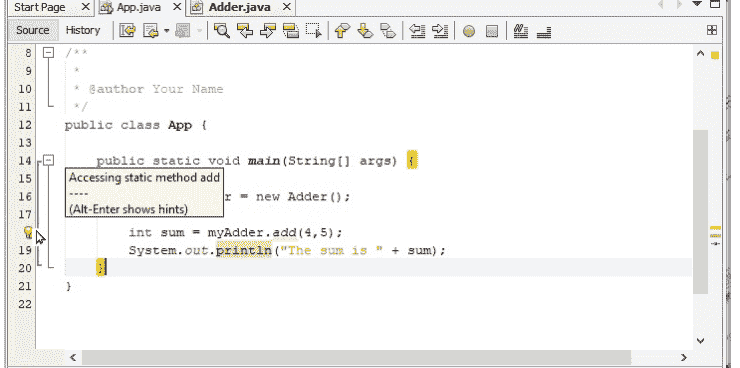 Start Page App.java Adder.java
Source History
8 /**
9 *
10 * @author Your Name
11 */
12 public class App {
13
14 public static void main(String[] args) {
15 Accessing static method add
----
16 r = new Adder();
17 (Alt-Enter shows hints)
int sum = myAdder.add(4,5);
19 System.out.println("The sum is " + sum);
20 }
21 }
22